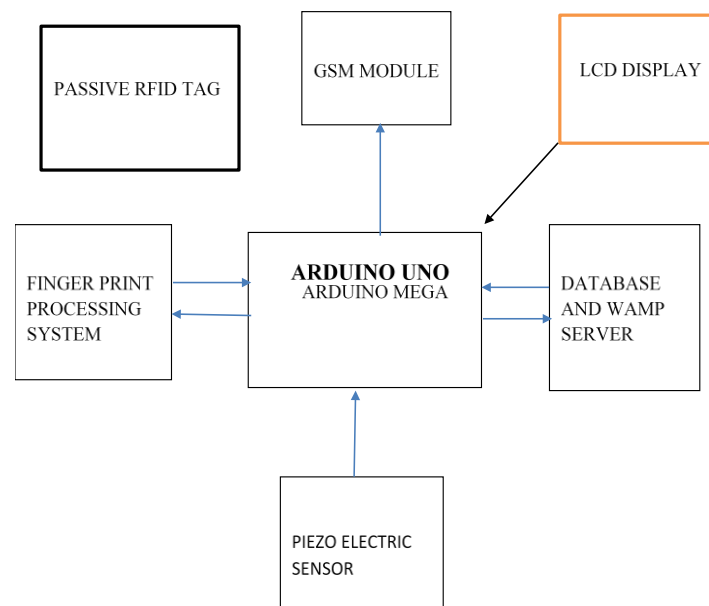 PASSIVE RFID TAG
GSM MODULE
LCD DISPLAY
FINGER PRINT
PROCESSING
SYSTEM
ARDUINO UNO
ARDUINO MEGA
DATABASE
AND WAMP
SERVER
PIEZO ELECTRIC
SENSOR